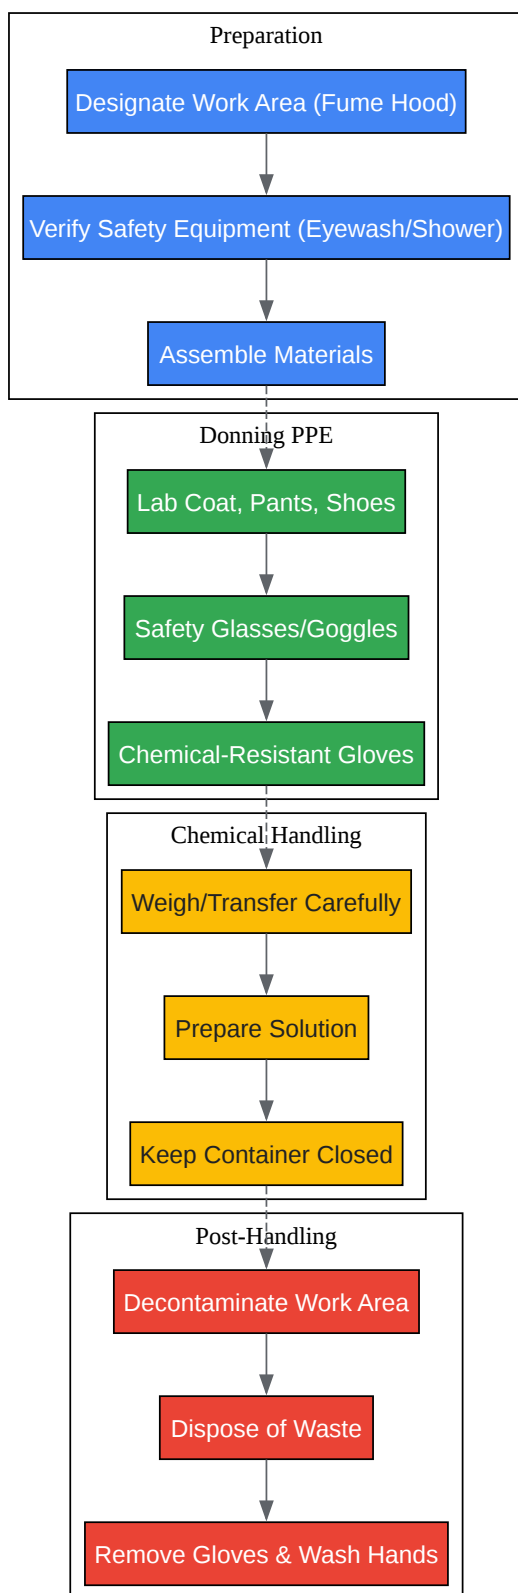 Preparation
Designate Work Area (Fume Hood)
Verify Safety Equipment (Eyewash/Shower)
Assemble Materials
Donning PPE
Lab Coat, Pants, Shoes
Safety Glasses/Goggles
Chemical-Resistant Gloves
Chemical Handling
Weigh/Transfer Carefully
Prepare Solution
Keep Container Closed
Post-Handling
Decontaminate Work Area
Dispose of Waste
Remove Gloves & Wash Hands